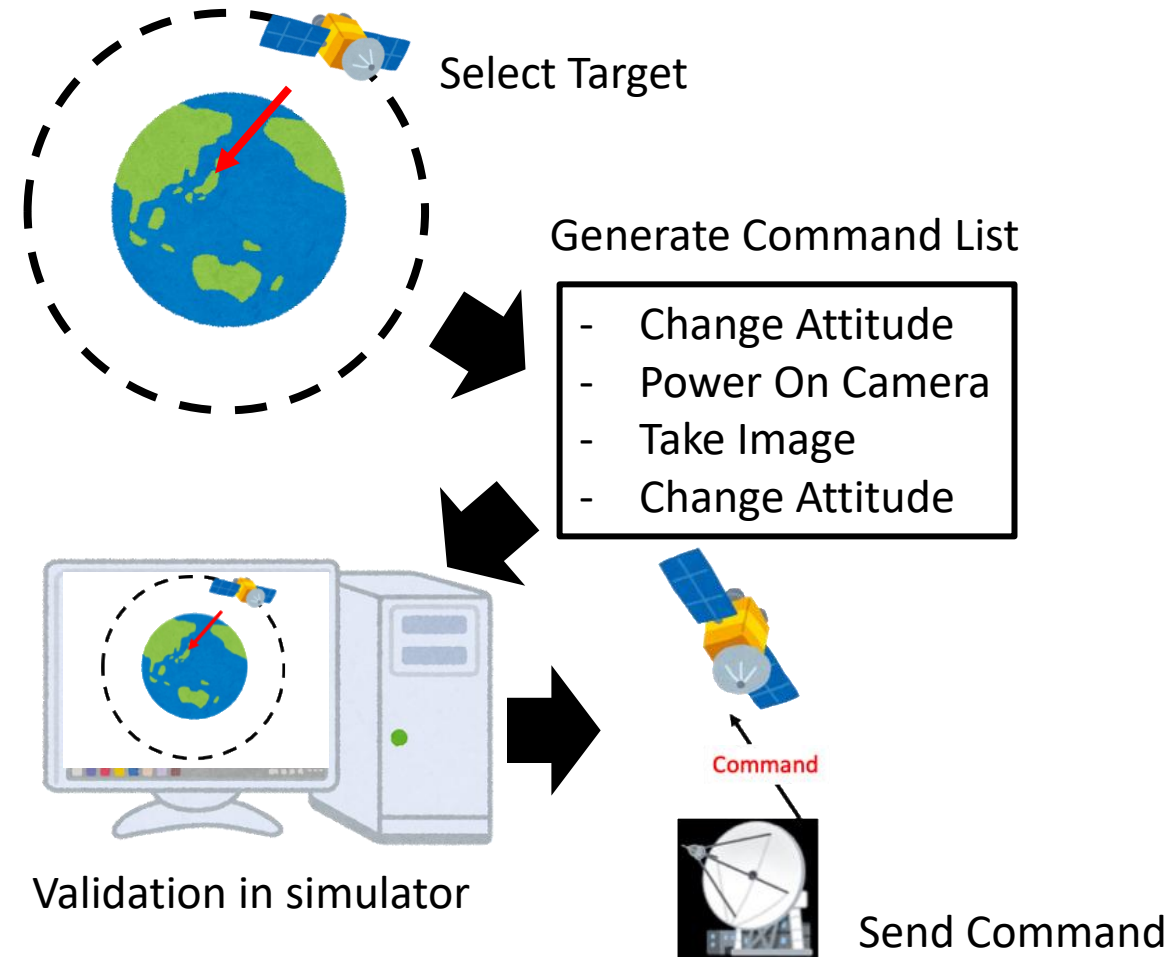 Select Target
Generate Command List
- Change Attitude
- Power On Camera
- Take Image
- Change Attitude
Command
Validation in simulator
Send Command